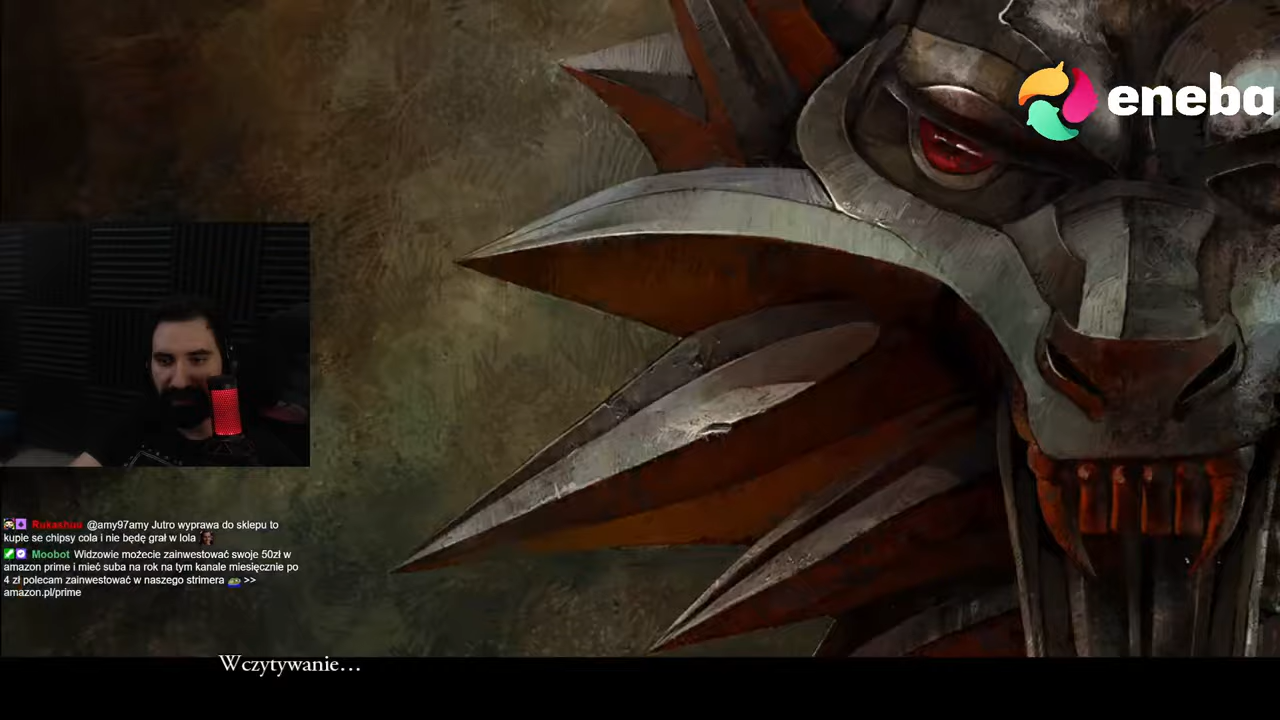 eneba
Rukashuu @amy97amy Jutro wyprawa do sklepu to
kupie se chipsy cola i nie będę grał w lola
Moobot Widzowie możecie zainwestować swoje 50zł w
amazon prime i mieć suba na rok na tym kanale miesięcznie po
4 zł polecam zainwestować w naszego strimera >>
amazon.pl/prime
Wczytywanie…